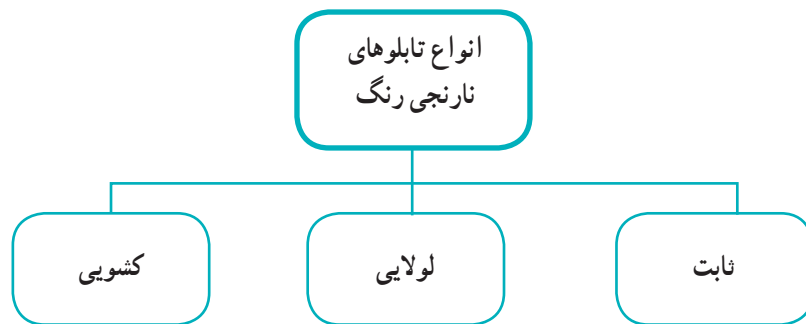 انواع تابلوهای
نارنجی رنگ
ثابت
لولایی
کشویی